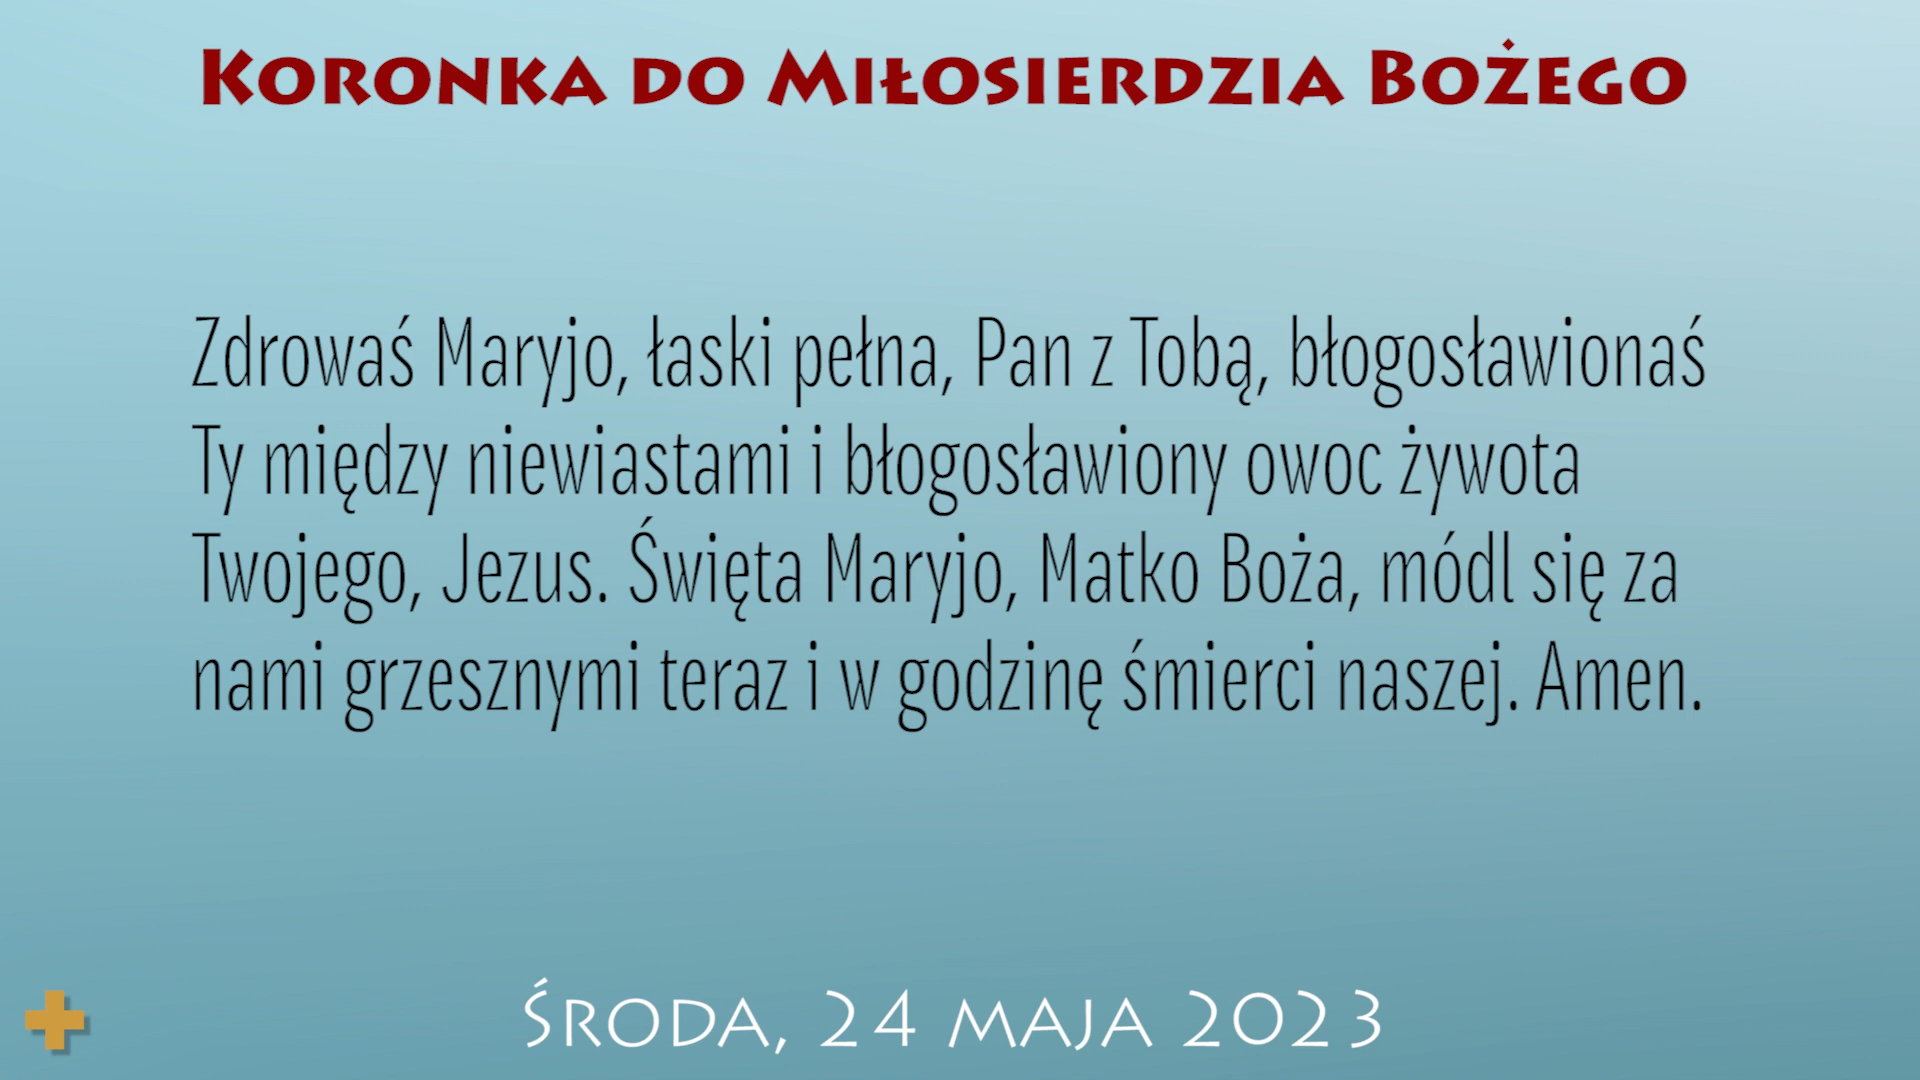 Koronka do Miłosierdzia Bożego
Zdrowaś Maryjo, łaski pełna, Pan z Tobą, błogosławionaś
Ty między niewiastami i błogosławiony owoc żywota
Twojego, Jezus. Święta Maryjo, Matko Boża, módl się za
nami grzesznymi teraz i w godzinę śmierci naszej. Amen.
Środa, 24 maja 2023